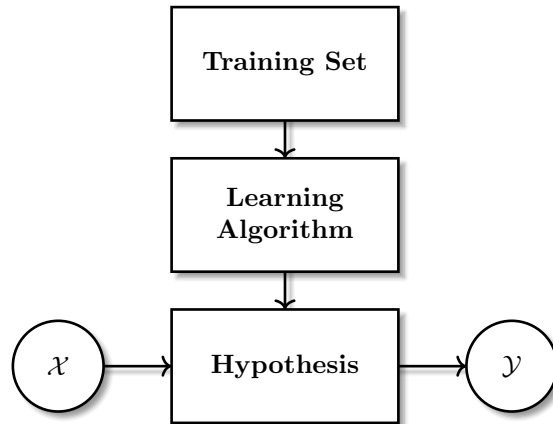 Training Set
Learning
Algorithm
𝒳
Hypothesis
𝒴